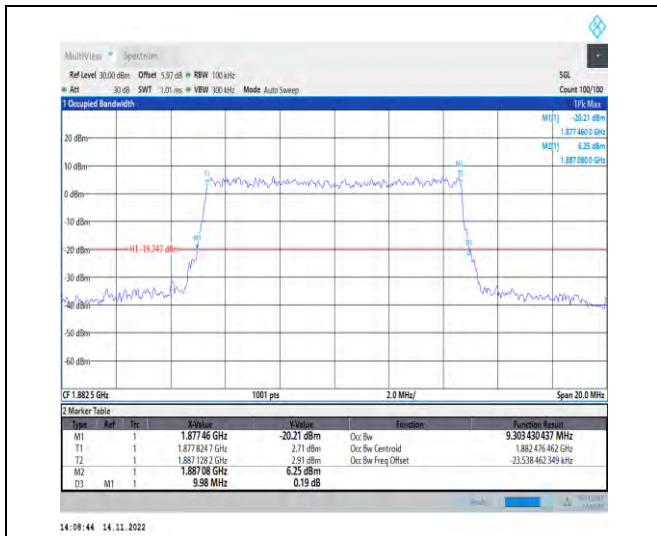 MultiView Spectrum
Ref Level 30.00 dBm Offset 5.97 dB RBW 100 kHz SGL
Att 30 dB SWT 1.01 ms VBW 300 kHz Mode Auto Sweep Count 100/100
1 Occupied Bandwidth 1Pk Max
M1[1] -20.21 dBm
1.877 460 0 GHz
M2[1] 6.25 dBm
1.887 080 0 GHz
20 dBm
10 dBm
0 dBm
-10 dBm
-20 dBm
H1 -19.747 dBm
-30 dBm
-40 dBm
-50 dBm
-60 dBm
M1
T1
M2
T2
D3
CF 1.882 5 GHz 1001 pts 2.0 MHz/ Span 20.0 MHz
2 Marker Table
Type Ref Trc X-Value Y-Value Function Function Result
M1 1 1.877 46 GHz -20.21 dBm Occ Bw 9.303 430 437 MHz
T1 1 1.877 824 7 GHz 2.71 dBm Occ Bw Centroid 1.882 476 462 GHz
T2 1 1.887 128 2 GHz 2.91 dBm Occ Bw Freq Offset -23.538 462 349 kHz
M2 1 1.887 08 GHz 6.25 dBm
D3 M1 1 9.98 MHz 0.19 dB
14:08:44 14.11.2022